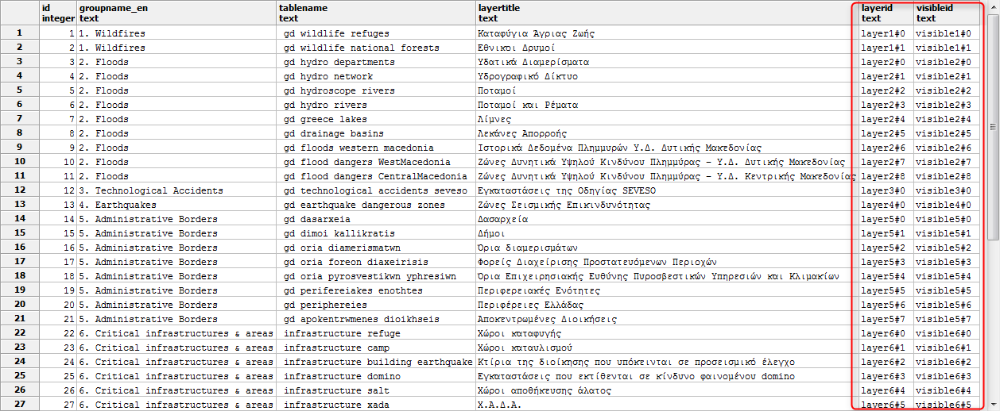 id groupname_en tablename layertitle layerid visibleid
integer text text text text text
1 1 1. Wildfires gd wildlife refuges Καταφύγια Άγριας Ζωής layer1#0 visible1#0
2 2 1. Wildfires gd wildlife national forests Εθνικοι Δρυμοί layer1#1 visible1#1
3 3 2. Floods gd hydro departments Υδατικά Διαμερίσματα layer2#0 visible2#0
4 4 2. Floods gd hydro network Υδρογραφικό Δίκτυο layer2#1 visible2#1
5 5 2. Floods gd hydroscope rivers Ποταμοί layer2#2 visible2#2
6 6 2. Floods gd hydro rivers Ποταμοί και Ρέματα layer2#3 visible2#3
7 7 2. Floods gd greece lakes Λίμνες layer2#4 visible2#4
8 8 2. Floods gd drainage basins Λεκάνες Απορροής layer2#5 visible2#5
9 9 2. Floods gd floods western macedonia Ιστορικά Δεδομένα Πλημμυρών Υ.Δ. Δυτικής Μακεδονίας layer2#6 visible2#6
10 10 2. Floods gd flood dangers WestMacedonia Ζώνες Δυνητικά Υψηλού Κινδύνου Πλημμύρας - Υ.Δ. Δυτικής Μακεδονίας layer2#7 visible2#7
11 11 2. Floods gd flood dangers CentralMacedonia Ζώνες Δυνητικά Υψηλού Κινδύνου Πλημμύρας - Υ.Δ. Κεντρικής Μακεδονίας layer2#8 visible2#8
12 12 3. Technological Accidents gd technological accidents seveso Εγκαταστάσεις της Οδηγίας SEVESO layer3#0 visible3#0
13 13 4. Earthquakes gd earthquake dangerous zones Ζώνες Σεισμικής Επικινδυνότητας layer4#0 visible4#0
14 14 5. Administrative Borders gd dasarxeia Δασαρχεία layer5#0 visible5#0
15 15 5. Administrative Borders gd dimoi kallikratis Δήμοι layer5#1 visible5#1
16 16 5. Administrative Borders gd oria diamerismatwn Όρια διαμερισμάτων layer5#2 visible5#2
17 17 5. Administrative Borders gd oria foreon diaxeirisis Φορείς Διαχείρισης Προστατευόμενων Περιοχών layer5#3 visible5#3
18 18 5. Administrative Borders gd oria pyrosvestikwn yphresiwn Όρια Επιχειρησιακής Ευθύνης Πυροσβεστικών Υπηρεσιών και Κλιμακίων layer5#4 visible5#4
19 19 5. Administrative Borders gd perifereiakes enothtes Περιφερειακές Ενότητες layer5#5 visible5#5
20 20 5. Administrative Borders gd periphereies Περιφέρειες Ελλάδας layer5#6 visible5#6
21 21 5. Administrative Borders gd apokentrwmenes dioikhseis Αποκεντρωμένες Διοικήσεις layer5#7 visible5#7
22 22 6. Critical infrastructures & areas infrastructure refuge Χώροι καταφυγής layer6#0 visible6#0
23 23 6. Critical infrastructures & areas infrastructure camp Χώροι καταυλισμού layer6#1 visible6#1
24 24 6. Critical infrastructures & areas infrastructure building earthquake Κτίρια της διοίκησης που υπόκεινται σε προσεισμικό έλεγχο layer6#2 visible6#2
25 25 6. Critical infrastructures & areas infrastructure domino Εγκαταστάσεις που εκτίθενται σε κίνδυνο φαινομένου domino layer6#3 visible6#3
26 26 6. Critical infrastructures & areas infrastructure salt Χώροι αποθήκευσης άλατος layer6#4 visible6#4
27 27 6. Critical infrastructures & areas infrastructure xada Χ.Α.Δ.Α. layer6#5 visible6#5